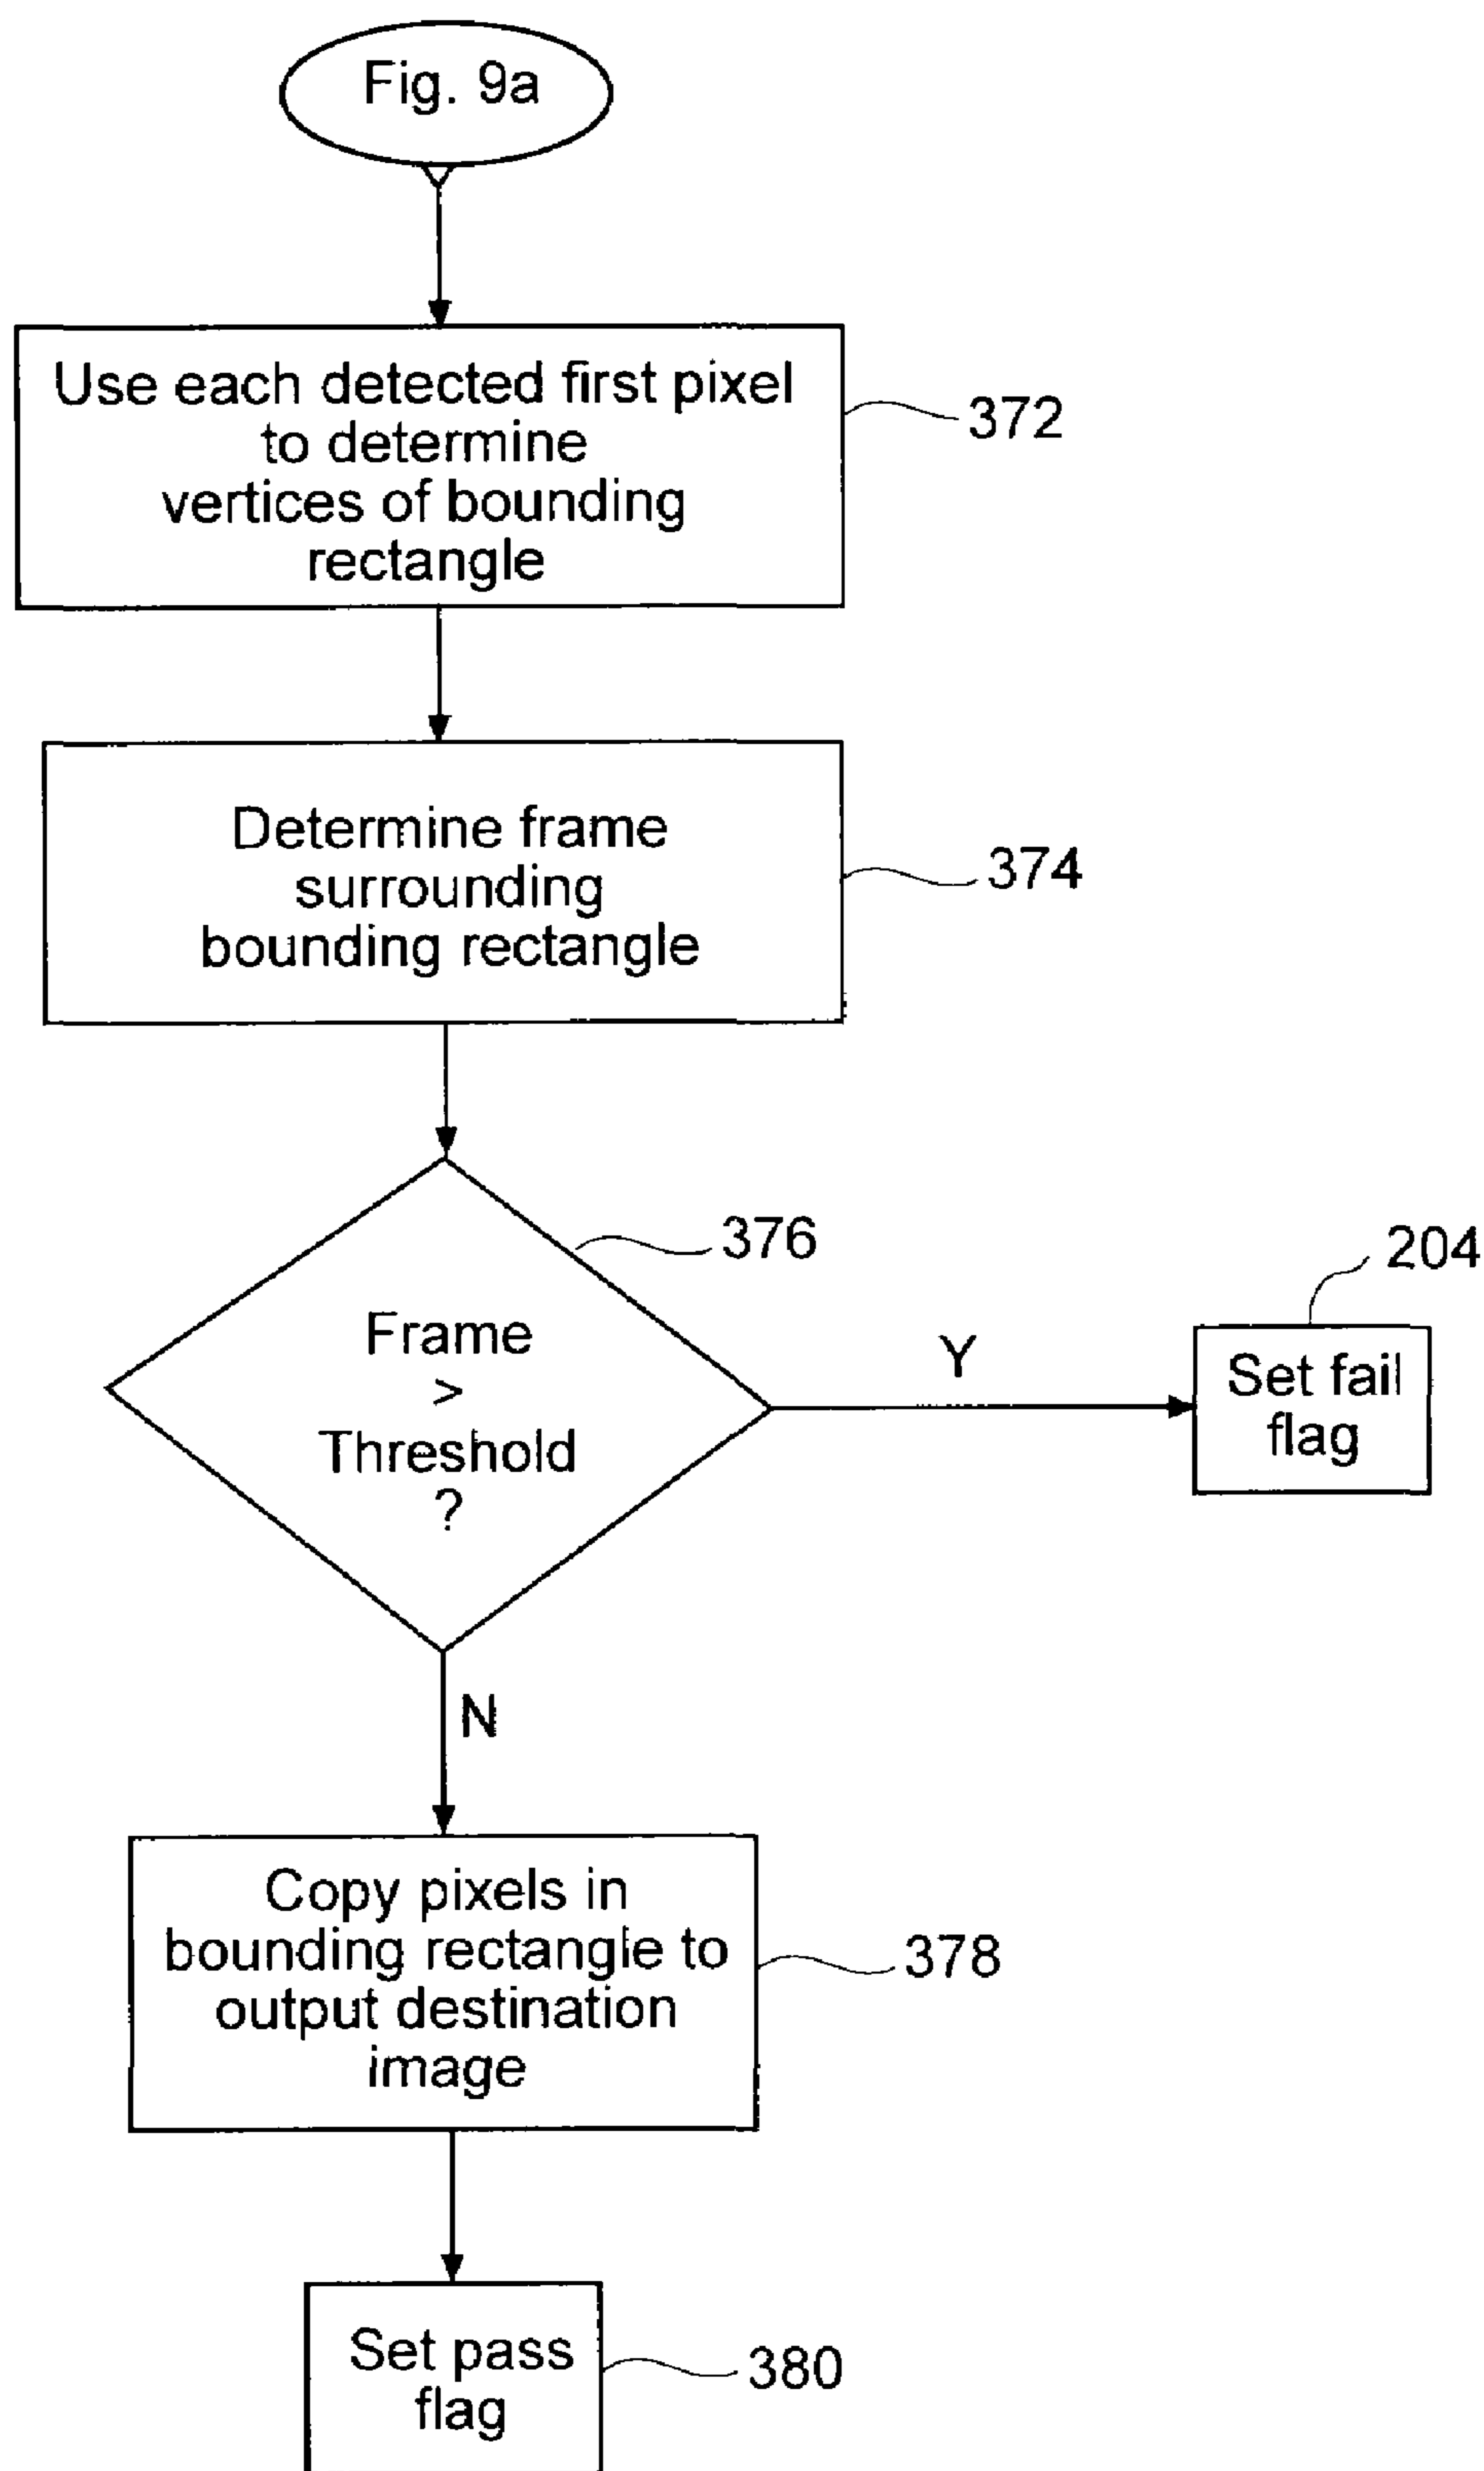 Fig. 9a
Use each detected first pixel
to determine
vertices of bounding
rectangle
372
Determine frame
surrounding
bounding rectangle
374
376
Frame
>
Threshold
?
Y
204
Set fail
flag
N
Copy pixels in
bounding rectangle to
output destination
image
378
Set pass
flag
380